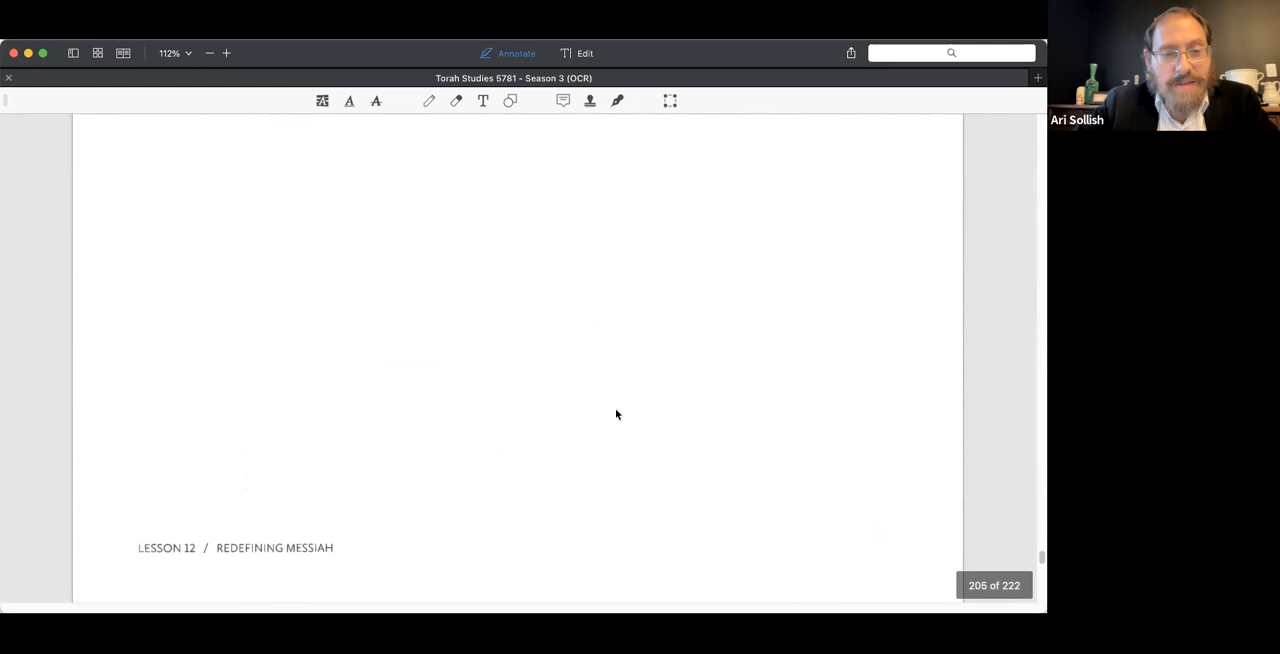 112%
Annotate
Edit
Torah Studies 5781 - Season 3 (OCR)
A
A
A
T
Ari Sollish
LESSON 12 / REDEFINING MESSIAH
205 of 222